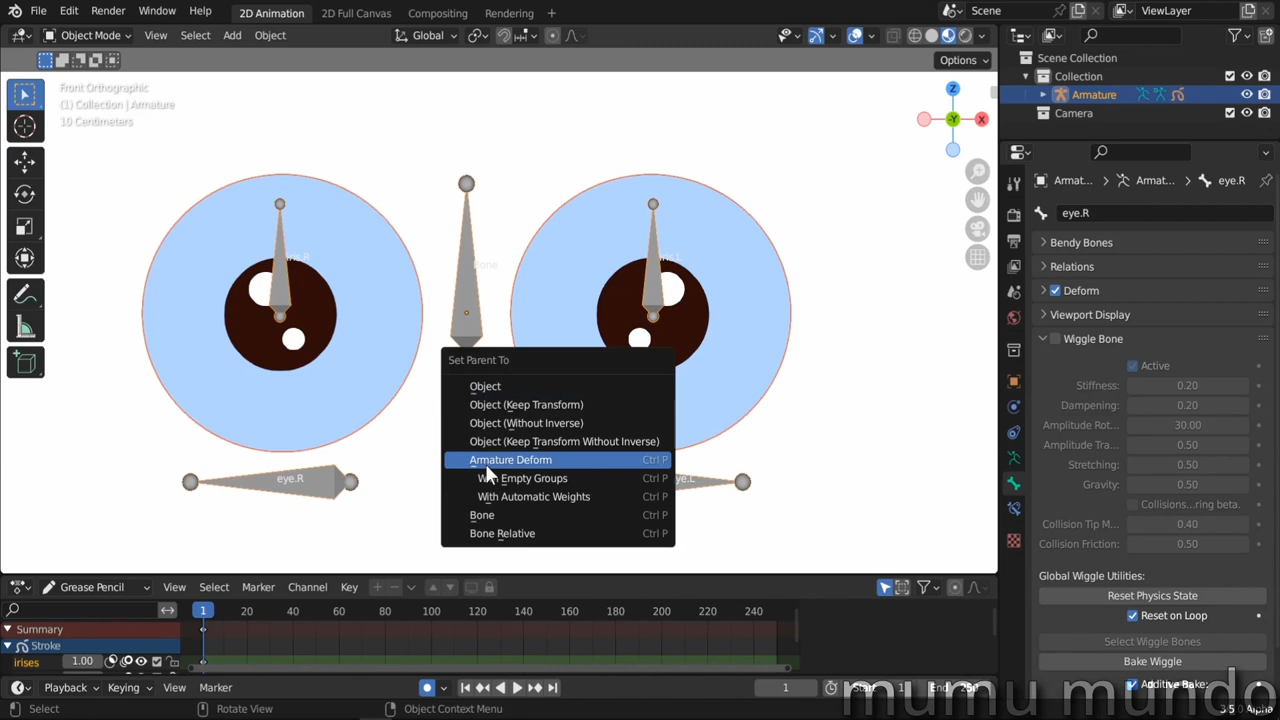 File Edit Render Window Help 2D Animation 2D Full Canvas Compositing Rendering + Scene ViewLayer
Object Mode View Select Add Object Global
Options
Front Orthographic
(1) Collection | Armature
10 Centimeters
Z
-Y X
Bone
eye.R
Set Parent To
Object
Object (Keep Transform)
Object (Without Inverse)
Object (Keep Transform Without Inverse)
Armature Deform Ctrl P
Empty Groups Ctrl P
With Automatic Weights Ctrl P
Bone Ctrl P
Bone Relative Ctrl P
Scene Collection
Collection
Armature
Camera
Armat... Armat... eye.R
eye.R
Bendy Bones
Relations
Deform
Viewport Display
Wiggle Bone
Active
Stiffness: 0.20
Dampening: 0.20
Amplitude Rot... 30.00
Amplitude Tra... 0.50
Stretching: 0.50
Gravity: 0.50
Collisions...ring beta.
Collision Tip M... 0.40
Collision Friction: 0.50
Global Wiggle Utilities:
Reset Physics State
Reset on Loop
Select Wiggle Bones
Bake Wiggle
Additive Bake:
Grease Pencil View Select Marker Channel Key
1 20 40 60 80 100 120 140 160 180 200 220 240
Summary
Stroke
irises 1.00
Playback Keying View Marker 1 Start 1 End 250
Select Rotate View Object Context Menu
mumu mundo
3.5.0 Alpha